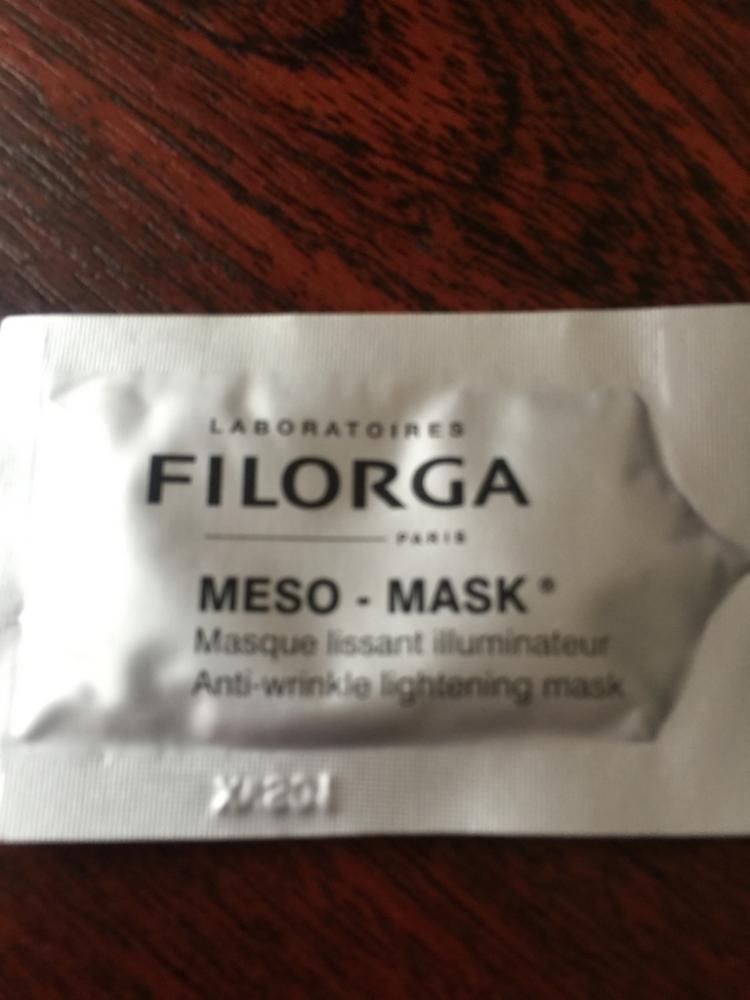 LABORATOIRES
FILORGA
PARIS
MESO - MASK®
Masque lissant illuminateur
Anti-wrinkle lightening mask